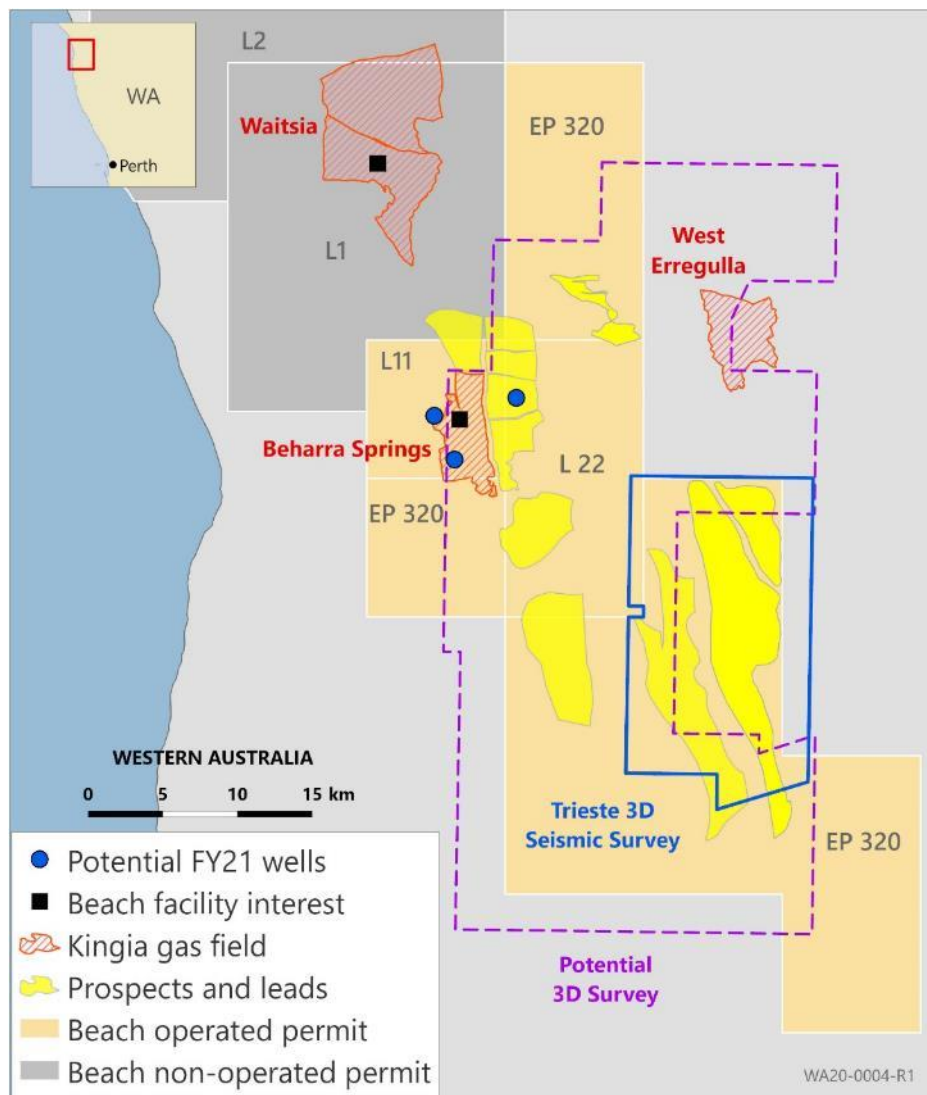 L2
WA
Perth
Waitsia
EP 320
L1
West
Erregulla
L11
Beharra Springs
L 22
EP 320
WESTERN AUSTRALIA
0 5 10 15 km
Trieste 3D
Seismic Survey
EP 320
Potential
3D Survey
Potential FY21 wells
Beach facility interest
Kingia gas field
Prospects and leads
Beach operated permit
Beach non-operated permit
WA20-0004-R1